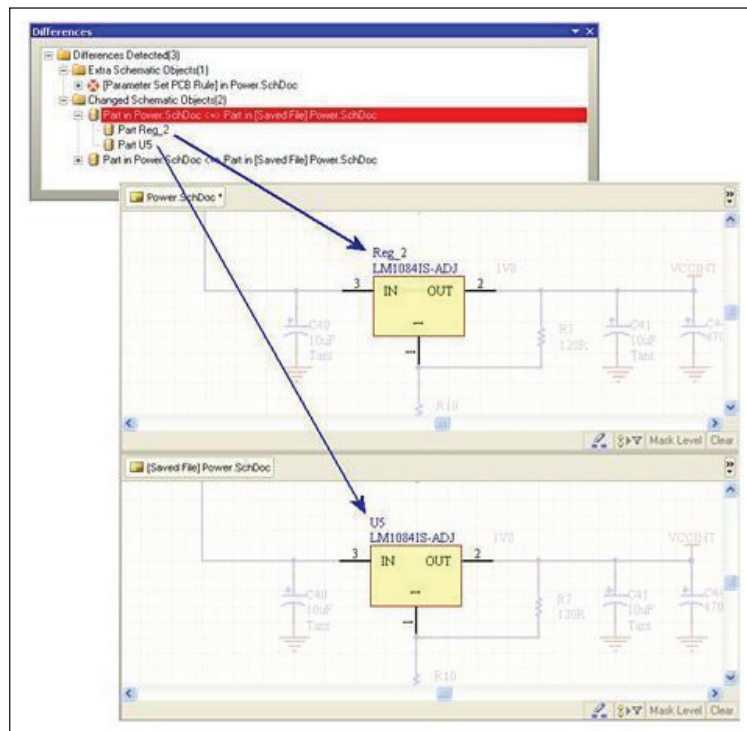 Differences
Differences Detected(3)
Extra Schematic Objects(1)
[Parameter Set PCB Rule] in Power.SchDoc
Changed Schematic Objects(2)
Part in Power.SchDoc <=> Part in [Saved File] Power.SchDoc
Part Reg_2
Part U5
Part in Power.SchDoc <=> Part in [Saved File] Power.SchDoc
Power.SchDoc *
Reg_2
LM1084IS-ADJ 1V8 VCCINT
3 IN OUT 2
1
C40
10uF
Tant
R7
120R
C41
10uF
Tant
R10
Mask Level Clear
[Saved File] Power.SchDoc
U5
LM1084IS-ADJ 1V8 VCCINT
3 IN OUT 2
1
C40
10uF
Tant
R7
120R
C41
10uF
Tant
R10
Mask Level Clear